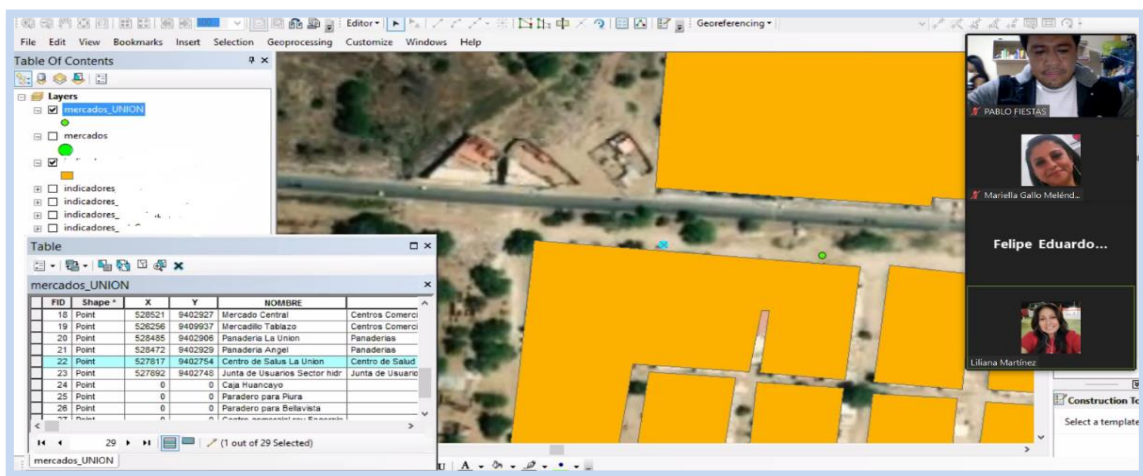 Editor
Georeferencing
File Edit View Bookmarks Insert Selection Geoprocessing Customize Windows Help
Table Of Contents
Layers
mercados_UNION
mercados
indicadores
indicadores_
indicadores_
Table
mercados_UNION
FID Shape * X Y NOMBRE
18 Point 528521 9402927 Mercado Central Centros Comerci
19 Point 526256 9409937 Mercadillo Tablazo Centros Comerci
20 Point 528485 9402906 Panaderia La Union Panaderias
21 Point 528472 9402929 Panaderia Angel Panaderias
22 Point 527817 9402754 Centro de Salus La Union Centro de Salud
23 Point 527892 9402748 Junta de Usuarios Sector hidr Junta de Usuario
24 Point 0 0 Caja Huancayo
25 Point 0 0 Paradero para Piura
26 Point 0 0 Paradero para Bellavista
29 (1 out of 29 Selected)
mercados_UNION
PABLO FIESTAS
Mariella Gallo Melénd...
Felipe Eduardo...
Liliana Martínez
Construction To
Select a template
U A